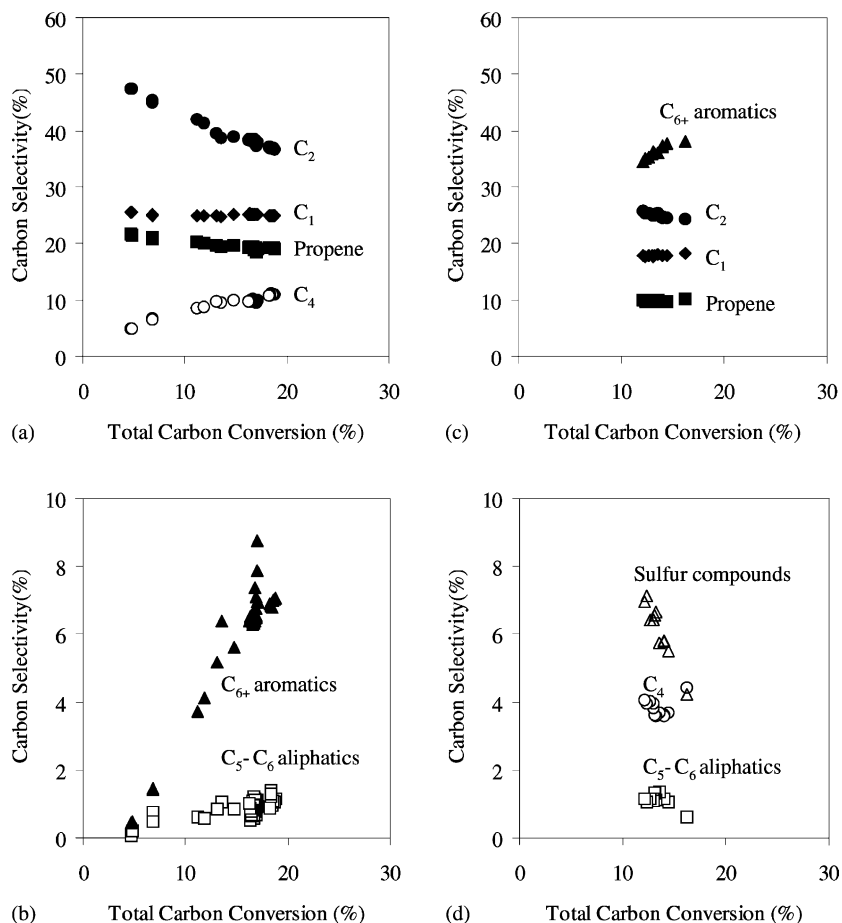 60
50
40
30
20
10
0
Carbon Selectivity(%)
C2
C1
Propene
C4
0 10 20 30
(a) Total Carbon Conversion (%)
60
50
40
30
20
10
0
Carbon Selectivity(%)
C6+ aromatics
C2
C1
Propene
0 10 20 30
(c) Total Carbon Conversion (%)
10
8
6
4
2
0
Carbon Selectivity(%)
C6+ aromatics
C5- C6 aliphatics
0 10 20 30
(b) Total Carbon Conversion (%)
10
8
6
4
2
0
Carbon Selectivity(%)
Sulfur compounds
C4
C5- C6 aliphatics
0 10 20 30
(d) Total Carbon Conversion (%)